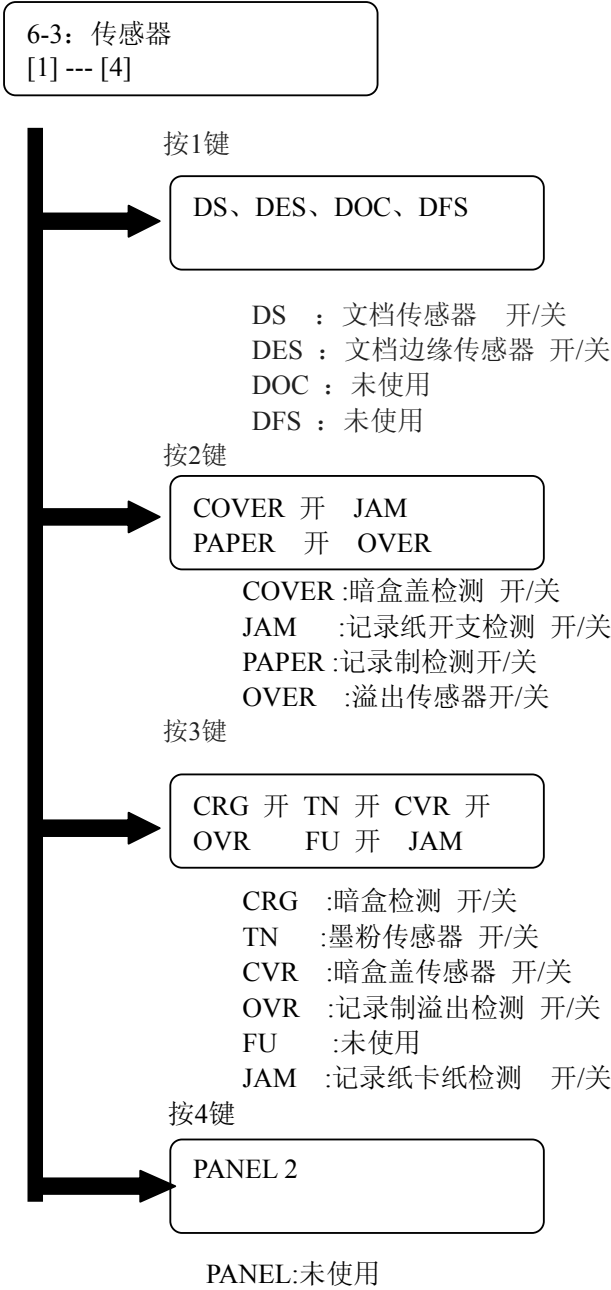 6-3：传感器
[1] --- [4]
按1键
DS、DES、DOC、DFS
DS ：文档传感器 开/关
DES ：文档边缘传感器 开/关
DOC ：未使用
DFS ：未使用
按2键
COVER 开 JAM
PAPER 开 OVER
COVER :暗盒盖检测 开/关
JAM :记录纸开支检测 开/关
PAPER :记录制检测开/关
OVER :溢出传感器开/关
按3键
CRG 开 TN 开 CVR 开
OVR FU 开 JAM
CRG :暗盒检测 开/关
TN :墨粉传感器 开/关
CVR :暗盒盖传感器 开/关
OVR :记录制溢出检测 开/关
FU :未使用
JAM :记录纸卡纸检测 开/关
按4键
PANEL 2
PANEL:未使用